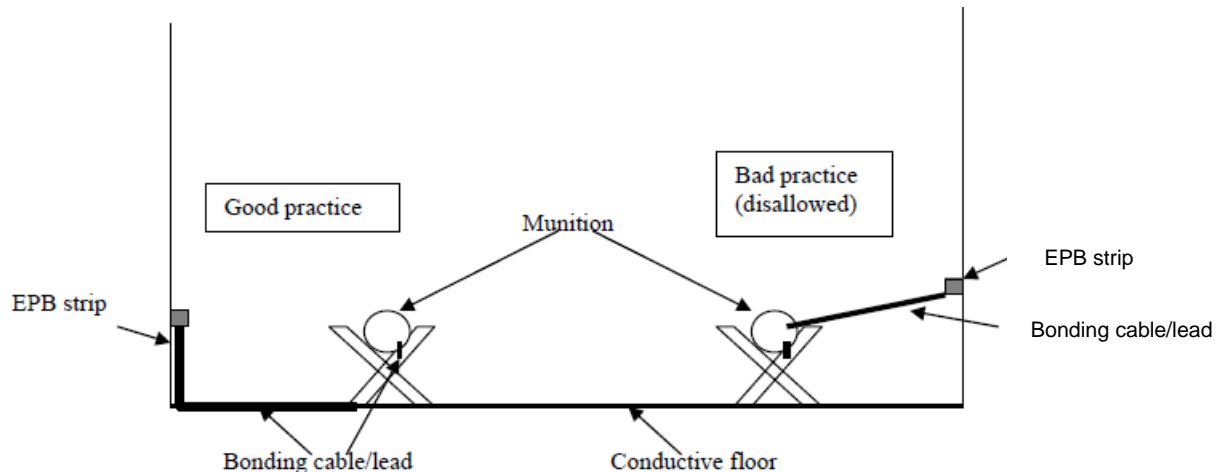 Good practice
Bad practice
(disallowed)
Munition
EPB strip
EPB strip
Bonding cable/lead
Bonding cable/lead
Conductive floor